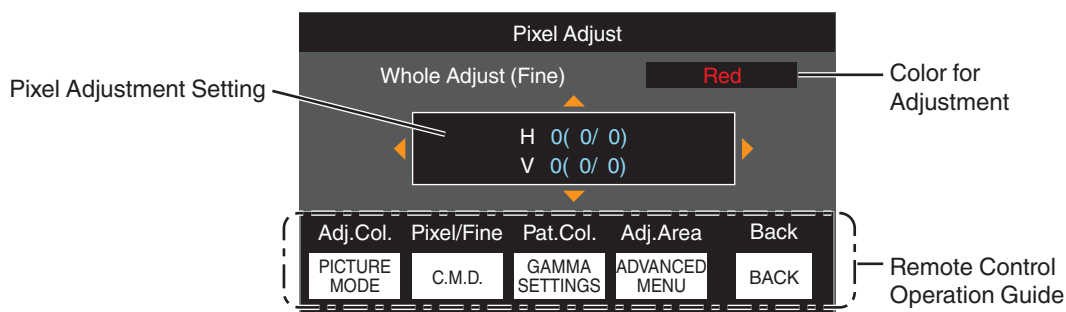 Pixel Adjust
Whole Adjust (Fine)
Red
Pixel Adjustment Setting
Color for
Adjustment
H 0( 0/ 0)
V 0( 0/ 0)
Adj.Col. Pixel/Fine Pat.Col. Adj.Area Back
PICTURE
MODE
C.M.D.
GAMMA
SETTINGS
ADVANCED
MENU
BACK
Remote Control
Operation Guide